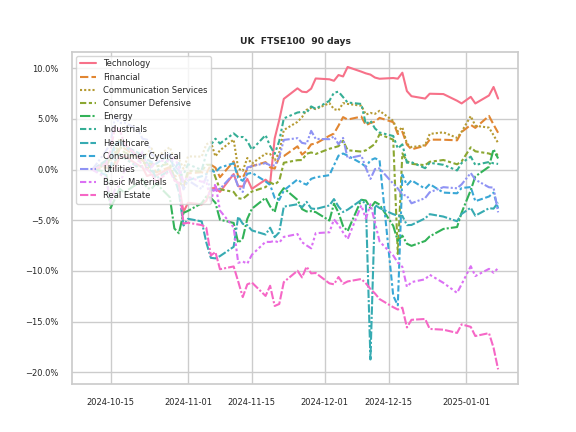 UK FTSE100 90 days
10.0%
5.0%
0.0%
−5.0%
−10.0%
−15.0%
−20.0%
Technology
Financial
Communication Services
Consumer Defensive
Energy
Industrials
Healthcare
Consumer Cyclical
Utilities
Basic Materials
Real Estate
2024-10-15 2024-11-01 2024-11-15 2024-12-01 2024-12-15 2025-01-01